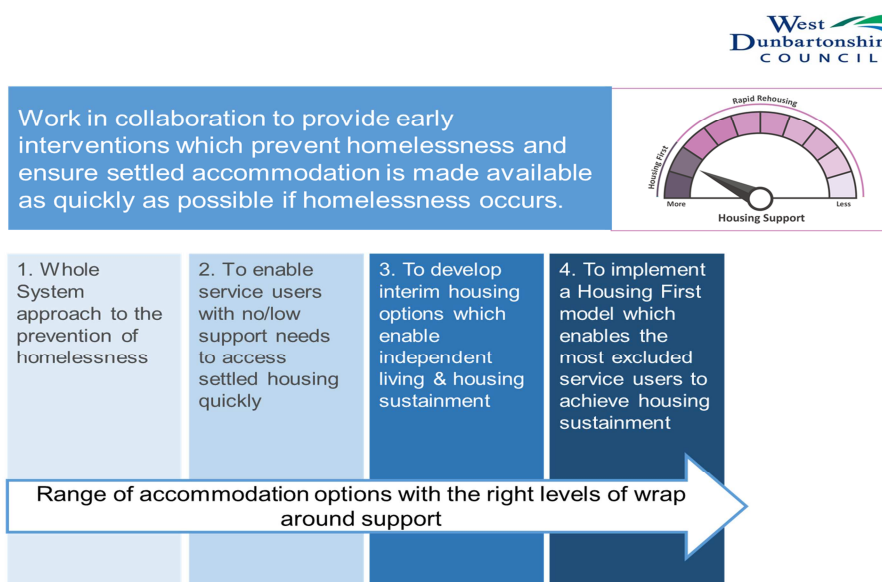 West
Dunbartonshire
COUNCIL
Work in collaboration to provide early
interventions which prevent homelessness and
ensure settled accommodation is made available
as quickly as possible if homelessness occurs.
Rapid Rehousing
Housing First
More
Less
Housing Support
1. Whole
System
approach to the
prevention of
homelessness
2. To enable
service users
with no/low
support needs
to access
settled housing
quickly
3. To develop
interim housing
options which
enable
independent
living & housing
sustainment
4. To implement
a Housing First
model which
enables the
most excluded
service users to
achieve housing
sustainment
Range of accommodation options with the right levels of wrap
around support